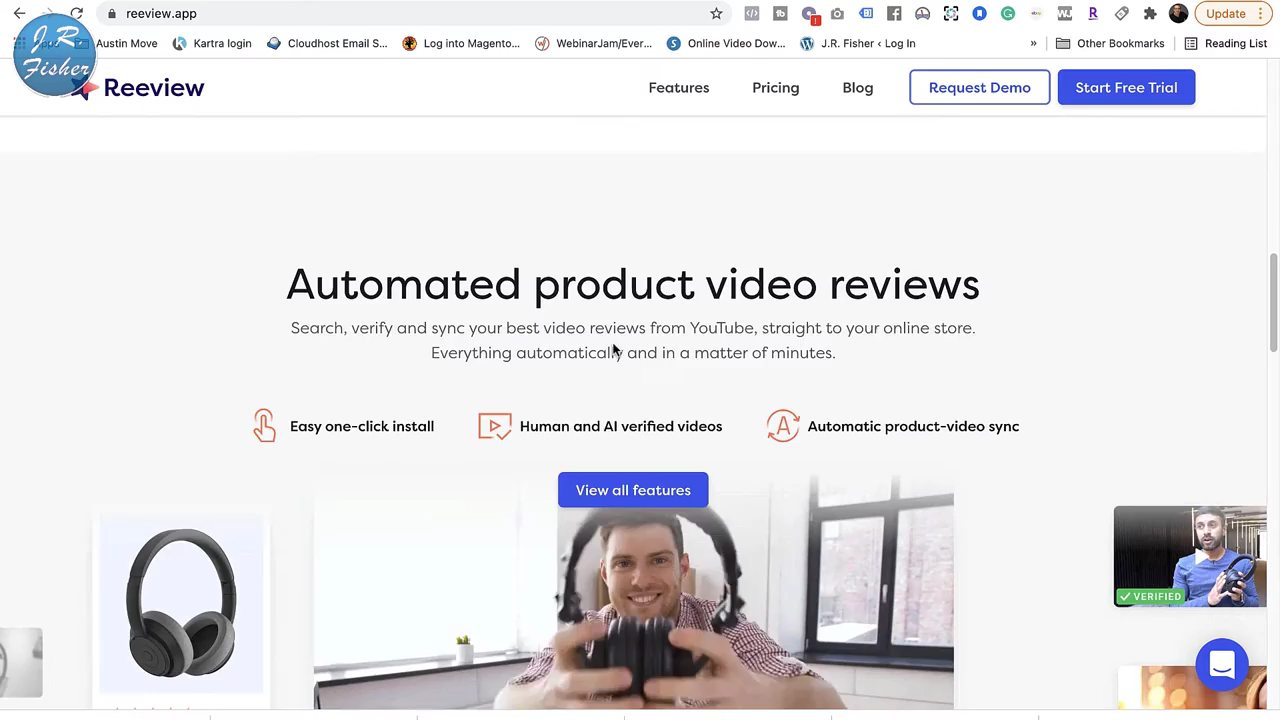 reeview.app
Update
Apps
Austin Move
Kartra login
Cloudhost Email S...
Log into Magento...
WebinarJam/Ever...
Online Video Dow...
J.R. Fisher ‹ Log In
»
Other Bookmarks
Reading List
J.R.
Fisher
Reeview
Features
Pricing
Blog
Request Demo
Start Free Trial
Automated product video reviews
Search, verify and sync your best video reviews from YouTube, straight to your online store.
Everything automatically and in a matter of minutes.
Easy one-click install
Human and AI verified videos
Automatic product-video sync
View all features
VERIFIED